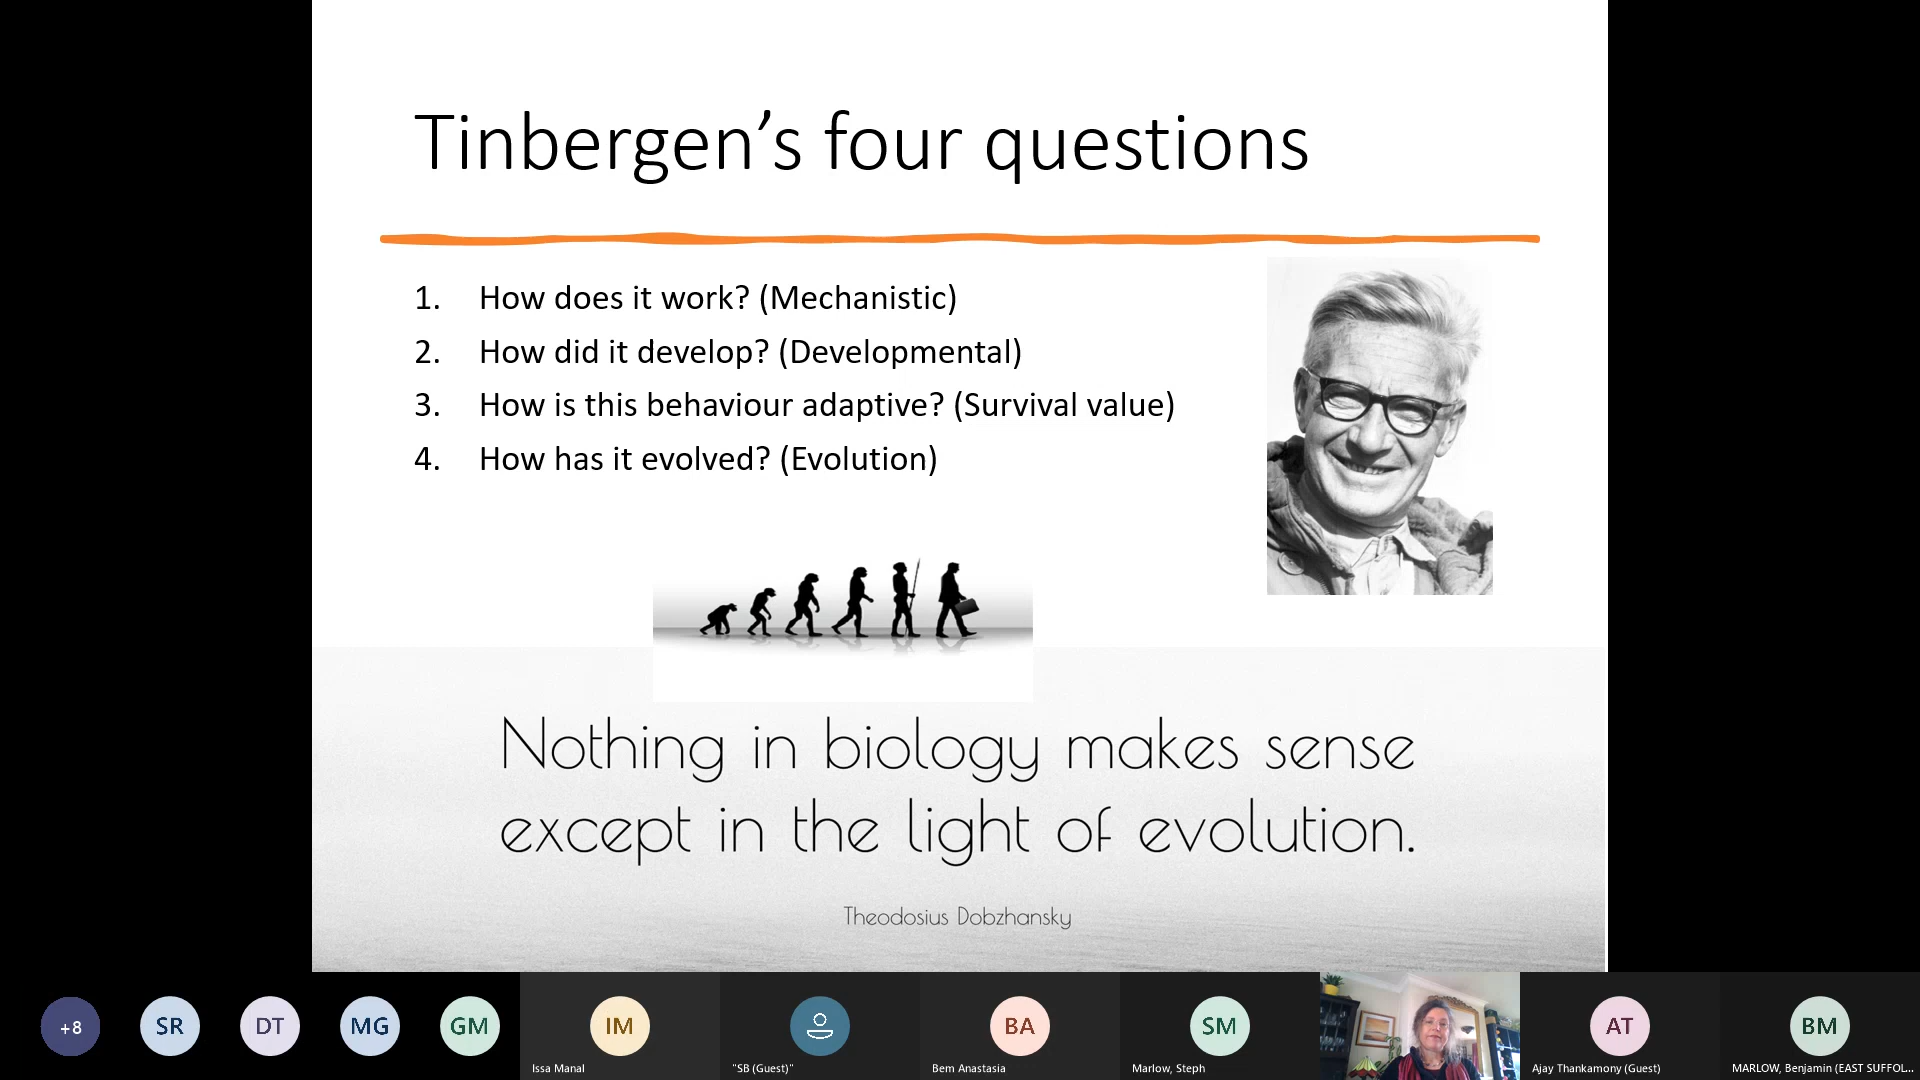 Tinbergen’s four questions
1. How does it work? (Mechanistic)
2. How did it develop? (Developmental)
3. How is this behaviour adaptive? (Survival value)
4. How has it evolved? (Evolution)
Nothing in biology makes sense
except in the light of evolution.
Theodosius Dobzhansky
+8
SR
DT
MG
GM
IM
Issa Manal
"SB (Guest)"
BA
Bem Anastasia
SM
Marlow, Steph
AT
Ajay Thankamony (Guest)
BM
MARLOW, Benjamin (EAST SUFFOL...